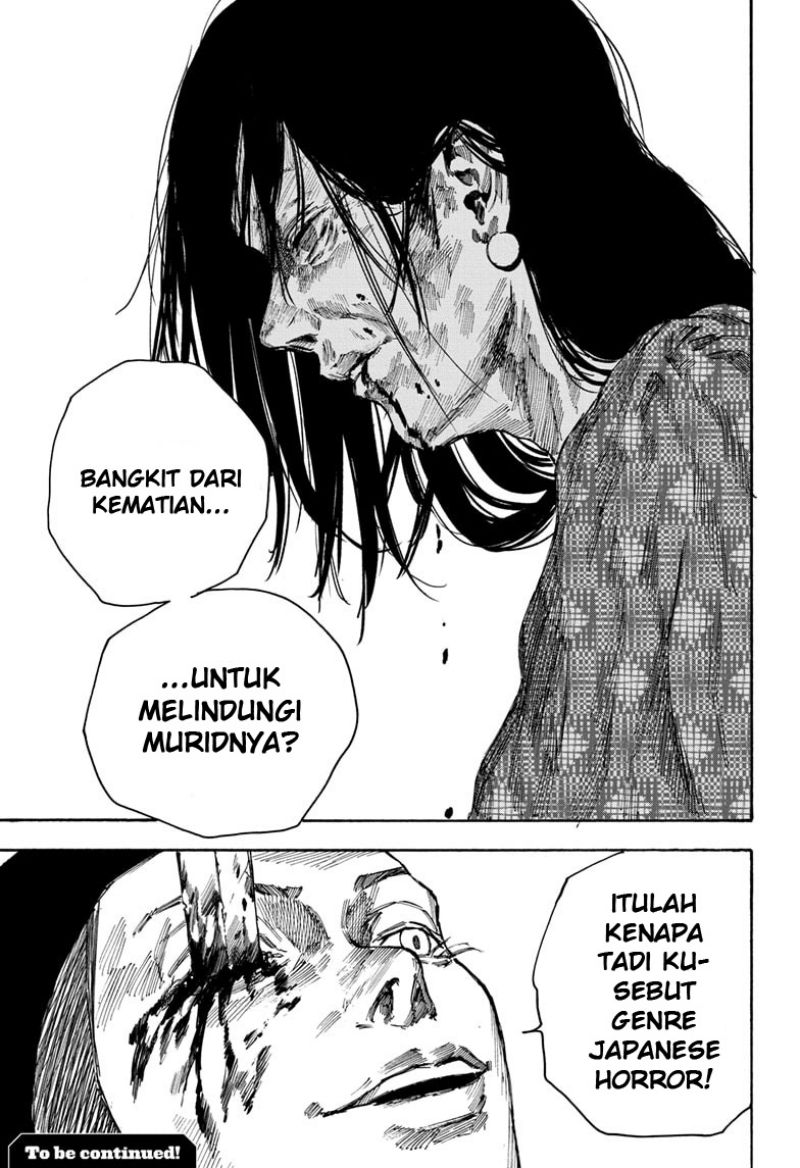 BANGKIT DARI
KEMATIAN...
...UNTUK
MELINDUNGI
MURIDNYA?
ITULAH
KENAPA
TADI KU-
SEBUT
GENRE
JAPANESE
HORROR!
To be continued!